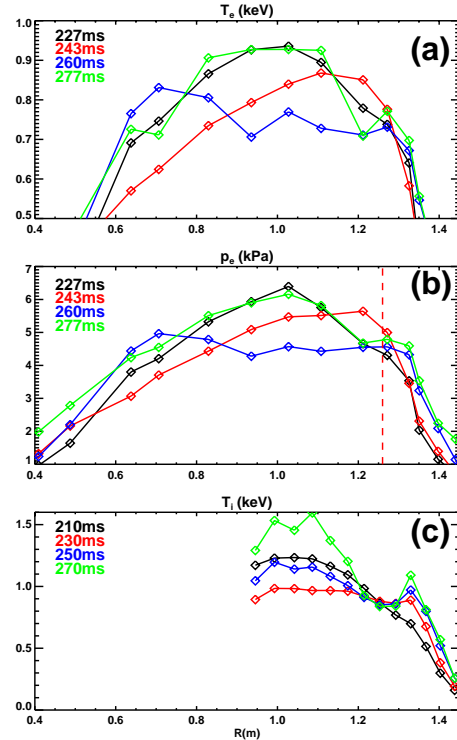 T_e (keV)
227ms
243ms
260ms
277ms
(a)
1.0
0.9
0.8
0.7
0.6
0.5
0.4 0.6 0.8 1.0 1.2 1.4
p_e (kPa)
227ms
243ms
260ms
277ms
(b)
7
6
5
4
3
2
1
0.4 0.6 0.8 1.0 1.2 1.4
T_i (keV)
210ms
230ms
250ms
270ms
(c)
1.5
1.0
0.5
0.0
0.4 0.6 0.8 1.0 1.2 1.4
R(m)